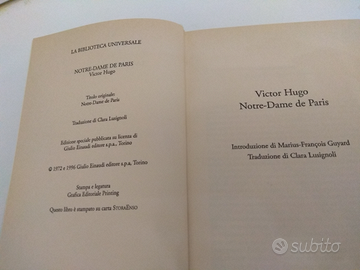 LA BIBLIOTECA UNIVERSALE
NOTRE-DAME DE PARIS
Victor Hugo
Titolo originale:
Notre-Dame de Paris
Traduzione di Clara Lusignoli
Edizione speciale pubblicata su licenza di
Giulio Einaudi editore s.p.a., Torino
© 1972 e 1996 Giulio Einaudi editore s.p.a., Torino
Stampa e legatura
Grafica Editoriale Printing
Questo libro è stampato su carta STORAENSO
Victor Hugo
Notre-Dame de Paris
Introduzione di Marius-François Guyard
Traduzione di Clara Lusignoli
subito